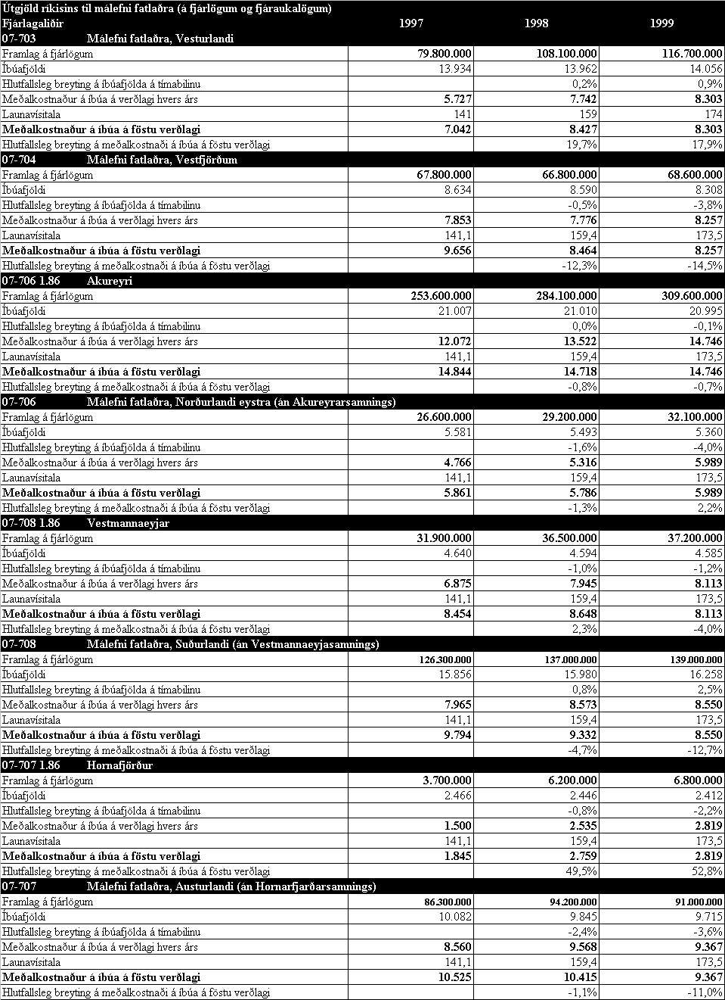 Útgjöld ríkisins til málefni fatlaðra (á fjárlögum og fjáraukalögum)
Fjárlagaliðir 1997 1998 1999
07-703 Málefni fatlaðra, Vesturlandi
Framlag á fjárlögum 79.800.000 108.100.000 116.700.000
Íbúafjöldi 13.934 13.962 14.056
Hlutfallsleg breyting á íbúafjölda á tímabilinu 0,2% 0,9%
Meðalkostnaður á íbúa á verðlagi hvers árs 5.727 7.742 8.303
Launavísitala 141 159 174
Meðalkostnaður á íbúa á föstu verðlagi 7.042 8.427 8.303
Hlutfallsleg breyting á meðalkostnaði á íbúa á föstu verðlagi 19,7% 17,9%
07-704 Málefni fatlaðra, Vestfjörðum
Framlag á fjárlögum 67.800.000 66.800.000 68.600.000
Íbúafjöldi 8.634 8.590 8.308
Hlutfallsleg breyting á íbúafjölda á tímabilinu -0,5% -3,8%
Meðalkostnaður á íbúa á verðlagi hvers árs 7.853 7.776 8.257
Launavísitala 141,1 159,4 173,5
Meðalkostnaður á íbúa á föstu verðlagi 9.656 8.464 8.257
Hlutfallsleg breyting á meðalkostnaði á íbúa á föstu verðlagi -12,3% -14,5%
07-706 1.86 Akureyri
Framlag á fjárlögum 253.600.000 284.100.000 309.600.000
Íbúafjöldi 21.007 21.010 20.995
Hlutfallsleg breyting á íbúafjölda á tímabilinu 0,0% -0,1%
Meðalkostnaður á íbúa á verðlagi hvers árs 12.072 13.522 14.746
Launavísitala 141,1 159,4 173,5
Meðalkostnaður á íbúa á föstu verðlagi 14.844 14.718 14.746
Hlutfallsleg breyting á meðalkostnaði á íbúa á föstu verðlagi -0,8% -0,7%
07-706 Málefni fatlaðra, Norðurlandi eystra (án Akureyrarsamnings)
Framlag á fjárlögum 26.600.000 29.200.000 32.100.000
Íbúafjöldi 5.581 5.493 5.360
Hlutfallsleg breyting á íbúafjölda á tímabilinu -1,6% -4,0%
Meðalkostnaður á íbúa á verðlagi hvers árs 4.766 5.316 5.989
Launavísitala 141,1 159,4 173,5
Meðalkostnaður á íbúa á föstu verðlagi 5.861 5.786 5.989
Hlutfallsleg breyting á meðalkostnaði á íbúa á föstu verðlagi -1,3% 2,2%
07-708 1.86 Vestmannaeyjar
Framlag á fjárlögum 31.900.000 36.500.000 37.200.000
Íbúafjöldi 4.640 4.594 4.585
Hlutfallsleg breyting á íbúafjölda á tímabilinu -1,0% -1,2%
Meðalkostnaður á íbúa á verðlagi hvers árs 6.875 7.945 8.113
Launavísitala 141,1 159,4 173,5
Meðalkostnaður á íbúa á föstu verðlagi 8.454 8.648 8.113
Hlutfallsleg breyting á meðalkostnaði á íbúa á föstu verðlagi 2,3% -4,0%
07-708 Málefni fatlaðra, Suðurlandi (án Vestmannaeyjasamnings)
Framlag á fjárlögum 126.300.000 137.000.000 139.000.000
Íbúafjöldi 15.856 15.980 16.258
Hlutfallsleg breyting á íbúafjölda á tímabilinu 0,8% 2,5%
Meðalkostnaður á íbúa á verðlagi hvers árs 7.965 8.573 8.550
Launavísitala 141,1 159,4 173,5
Meðalkostnaður á íbúa á föstu verðlagi 9.794 9.332 8.550
Hlutfallsleg breyting á meðalkostnaði á íbúa á föstu verðlagi -4,7% -12,7%
07-707 1.86 Hornafjörður
Framlag á fjárlögum 3.700.000 6.200.000 6.800.000
Íbúafjöldi 2.466 2.446 2.412
Hlutfallsleg breyting á íbúafjölda á tímabilinu -0,8% -2,2%
Meðalkostnaður á íbúa á verðlagi hvers árs 1.500 2.535 2.819
Launavísitala 141,1 159,4 173,5
Meðalkostnaður á íbúa á föstu verðlagi 1.845 2.759 2.819
Hlutfallsleg breyting á meðalkostnaði á íbúa á föstu verðlagi 49,5% 52,8%
07-707 Málefni fatlaðra, Austurlandi (án Hornarfjarðarsamnings)
Framlag á fjárlögum 86.300.000 94.200.000 91.000.000
Íbúafjöldi 10.082 9.845 9.715
Hlutfallsleg breyting á íbúafjölda á tímabilinu -2,4% -3,6%
Meðalkostnaður á íbúa á verðlagi hvers árs 8.560 9.568 9.367
Launavísitala 141,1 159,4 173,5
Meðalkostnaður á íbúa á föstu verðlagi 10.525 10.415 9.367
Hlutfallsleg breyting á meðalkostnaði á íbúa á föstu verðlagi -1,1% -11,0%